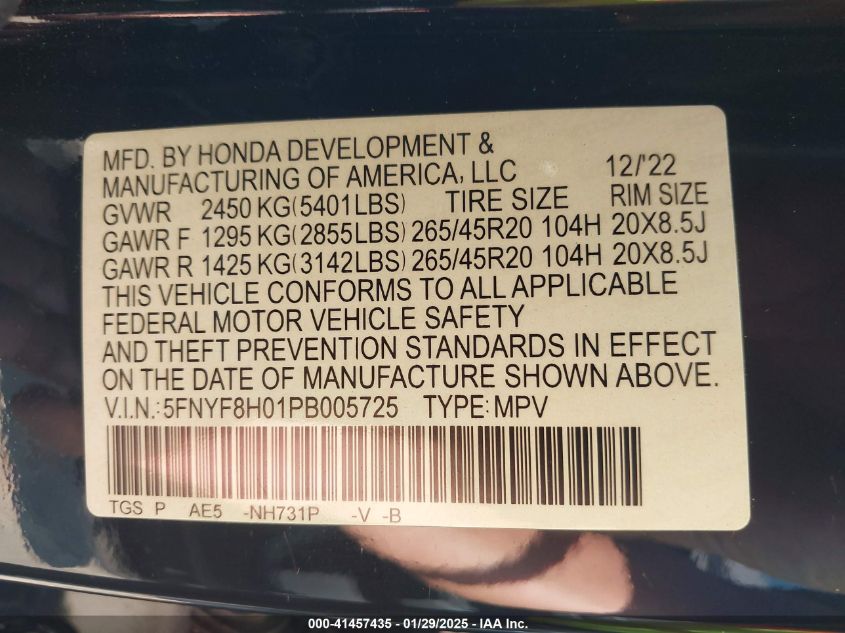 MFD. BY HONDA DEVELOPMENT &
MANUFACTURING OF AMERICA, LLC 12/'22
GVWR 2450 KG(5401LBS) TIRE SIZE RIM SIZE
GAWR F 1295 KG(2855LBS) 265/45R20 104H 20X8.5J
GAWR R 1425 KG(3142LBS) 265/45R20 104H 20X8.5J
THIS VEHICLE CONFORMS TO ALL APPLICABLE
FEDERAL MOTOR VEHICLE SAFETY
AND THEFT PREVENTION STANDARDS IN EFFECT
ON THE DATE OF MANUFACTURE SHOWN ABOVE.
V.I.N.: 5FNYF8H01PB005725 TYPE: MPV
TGS P AE5 -NH731P -V -B
000-41457435 - 01/29/2025 - IAA Inc.